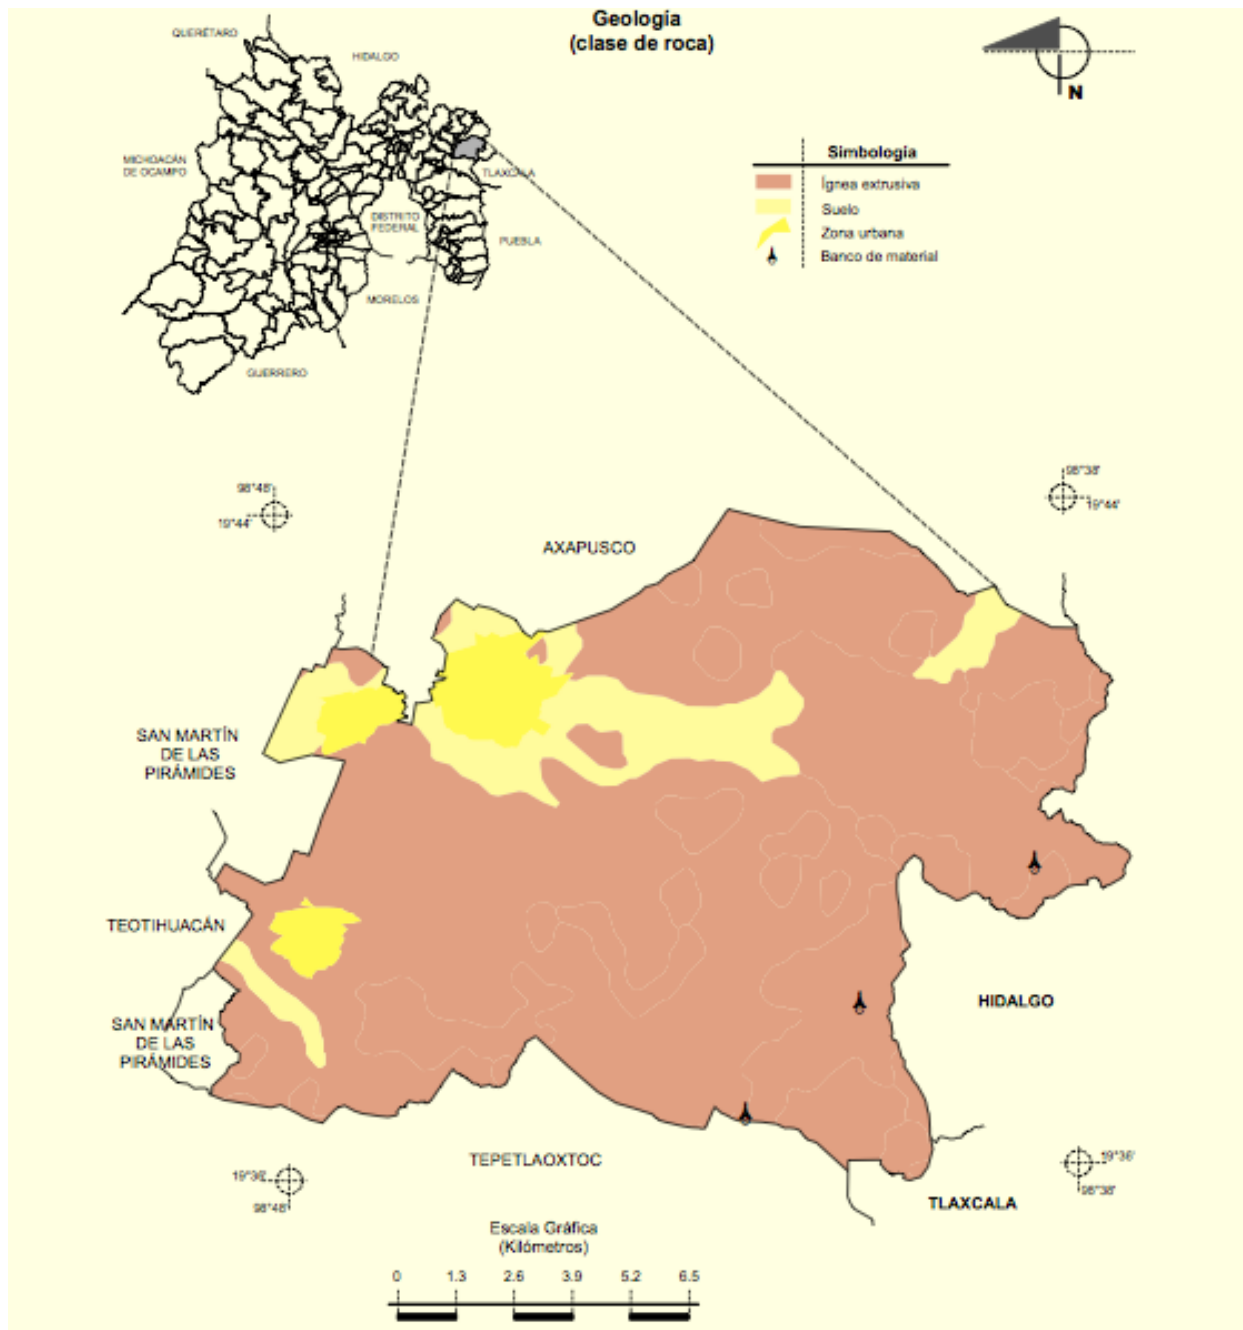 Geología
(clase de roca)
QUERÉTARO
HIDALGO
MICHOACÁN
DE OCAMPO
TLAXCALA
DISTRITO
FEDERAL
PUEBLA
MORELOS
GUERRERO
N
Simbología
Ígnea extrusiva
Suelo
Zona urbana
Banco de material
98°48'
19°44'
98°38'
19°44'
AXAPUSCO
SAN MARTÍN
DE LAS
PIRÁMIDES
TEOTIHUACÁN
SAN MARTÍN
DE LAS
PIRÁMIDES
HIDALGO
TEPETLAOXTOC
TLAXCALA
19°36'
98°48'
19°36'
98°38'
Escala Gráfica
(Kilómetros)
0 1.3 2.6 3.9 5.2 6.5